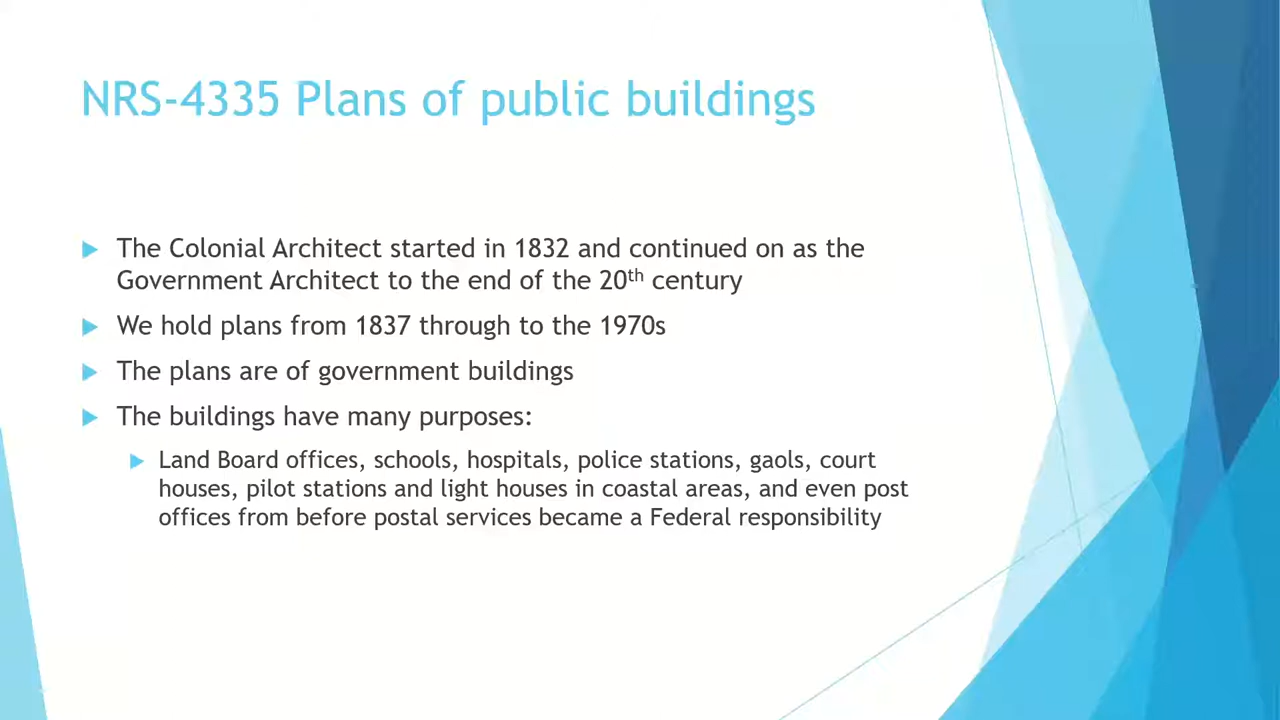 NRS-4335 Plans of public buildings
The Colonial Architect started in 1832 and continued on as the
Government Architect to the end of the 20th century
We hold plans from 1837 through to the 1970s
The plans are of government buildings
The buildings have many purposes:
Land Board offices, schools, hospitals, police stations, gaols, court
houses, pilot stations and light houses in coastal areas, and even post
offices from before postal services became a Federal responsibility